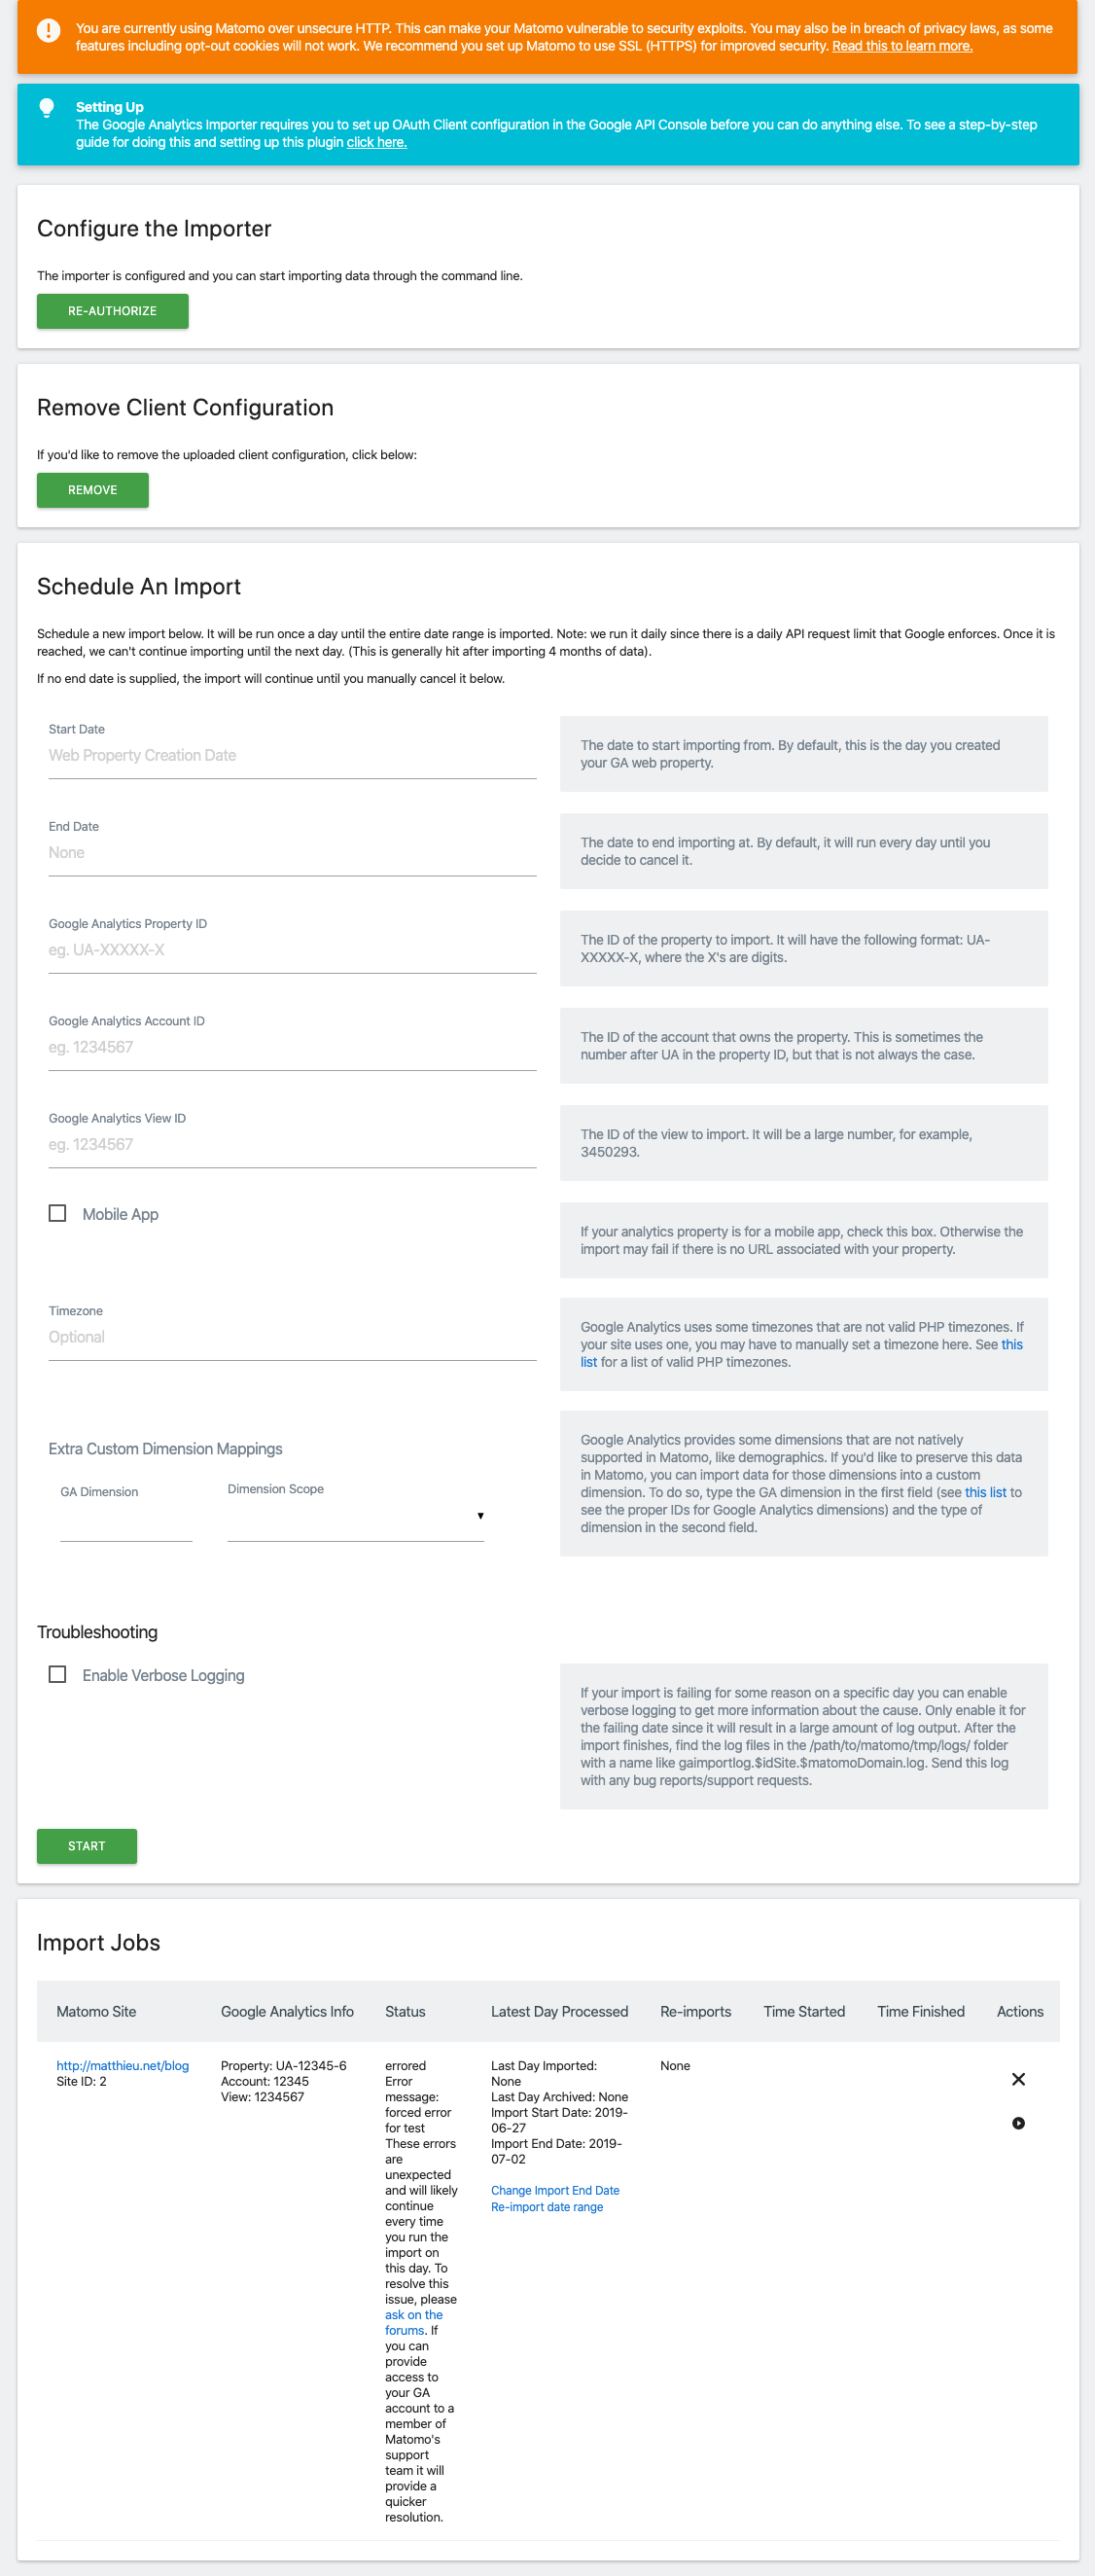 You are currently using Matomo over unsecure HTTP. This can make your Matomo vulnerable to security exploits. You may also be in breach of privacy laws, as some
features including opt-out cookies will not work. We recommend you set up Matomo to use SSL (HTTPS) for improved security. Read this to learn more.
Setting Up
The Google Analytics Importer requires you to set up OAuth Client configuration in the Google API Console before you can do anything else. To see a step-by-step
guide for doing this and setting up this plugin click here.
Configure the Importer
The importer is configured and you can start importing data through the command line.
RE-AUTHORIZE
Remove Client Configuration
If you'd like to remove the uploaded client configuration, click below:
REMOVE
Schedule An Import
Schedule a new import below. It will be run once a day until the entire date range is imported. Note: we run it daily since there is a daily API request limit that Google enforces. Once it is
reached, we can't continue importing until the next day. (This is generally hit after importing 4 months of data).
If no end date is supplied, the import will continue until you manually cancel it below.
Start Date
Web Property Creation Date
The date to start importing from. By default, this is the day you created
your GA web property.
End Date
None
The date to end importing at. By default, it will run every day until you
decide to cancel it.
Google Analytics Property ID
eg. UA-XXXXX-X
The ID of the property to import. It will have the following format: UA-
XXXXX-X, where the X's are digits.
Google Analytics Account ID
eg. 1234567
The ID of the account that owns the property. This is sometimes the
number after UA in the property ID, but that is not always the case.
Google Analytics View ID
eg. 1234567
The ID of the view to import. It will be a large number, for example,
3450293.
Mobile App
If your analytics property is for a mobile app, check this box. Otherwise the
import may fail if there is no URL associated with your property.
Timezone
Optional
Google Analytics uses some timezones that are not valid PHP timezones. If
your site uses one, you may have to manually set a timezone here. See this
list for a list of valid PHP timezones.
Extra Custom Dimension Mappings
GA Dimension
Dimension Scope
Google Analytics provides some dimensions that are not natively
supported in Matomo, like demographics. If you'd like to preserve this data
in Matomo, you can import data for those dimensions into a custom
dimension. To do so, type the GA dimension in the first field (see this list to
see the proper IDs for Google Analytics dimensions) and the type of
dimension in the second field.
Troubleshooting
Enable Verbose Logging
If your import is failing for some reason on a specific day you can enable
verbose logging to get more information about the cause. Only enable it for
the failing date since it will result in a large amount of log output. After the
import finishes, find the log files in the /path/to/matomo/tmp/logs/ folder
with a name like gaimportlog.$idSite.$matomoDomain.log. Send this log
with any bug reports/support requests.
START
Import Jobs
Matomo Site
Google Analytics Info
Status
Latest Day Processed
Re-imports
Time Started
Time Finished
Actions
http://matthieu.net/blog
Site ID: 2
Property: UA-12345-6
Account: 12345
View: 1234567
errored
Error
message:
forced error
for test
These errors
are
unexpected
and will likely
continue
every time
you run the
import on
this day. To
resolve this
issue, please
ask on the
forums. If
you can
provide
access to
your GA
account to a
member of
Matomo's
support
team it will
provide a
quicker
resolution.
Last Day Imported:
None
Last Day Archived: None
Import Start Date: 2019-
06-27
Import End Date: 2019-
07-02
Change Import End Date
Re-import date range
None